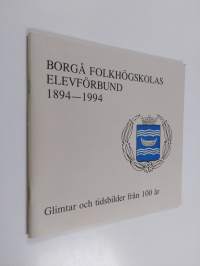 BORGÅ FOLKHÖGSKOLAS
ELEVFÖRBUND
1894—1994
Glimtar och tidsbilder från 100 år